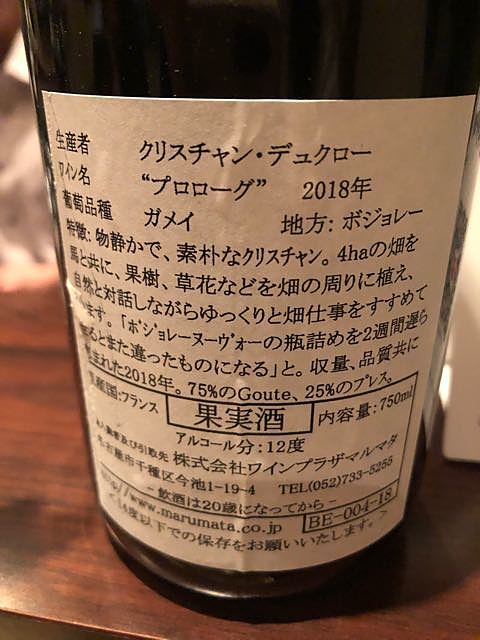 生産者 クリスチャン・デュクロー
ワイン名 “プロローグ” 2018年
葡萄品種 ガメイ 地方: ボジョレー
特徴: 物静かで、素朴なクリスチャン。4haの畑を
馬と共に、果樹、草花などを畑の周りに植え、
自然と対話しながらゆっくりと畑仕事をすすめて
います。「ボジョレーヌーヴォーの瓶詰めを2週間遅ら
るとまた違ったものになる」と。収量、品質共に
まれた2018年。75%のGoute、25%のプレス。
国:フランス 果実酒 内容量:750ml
アルコール分:12度
及び引取先 株式会社ワインプラザマルマタ
名古屋市千種区今池1-19-4 TEL(052)733-5255
- 飲酒は20歳になってから -
http://www.marumata.co.jp BE-004-18
<14度以下での保存をお願いいたします。>